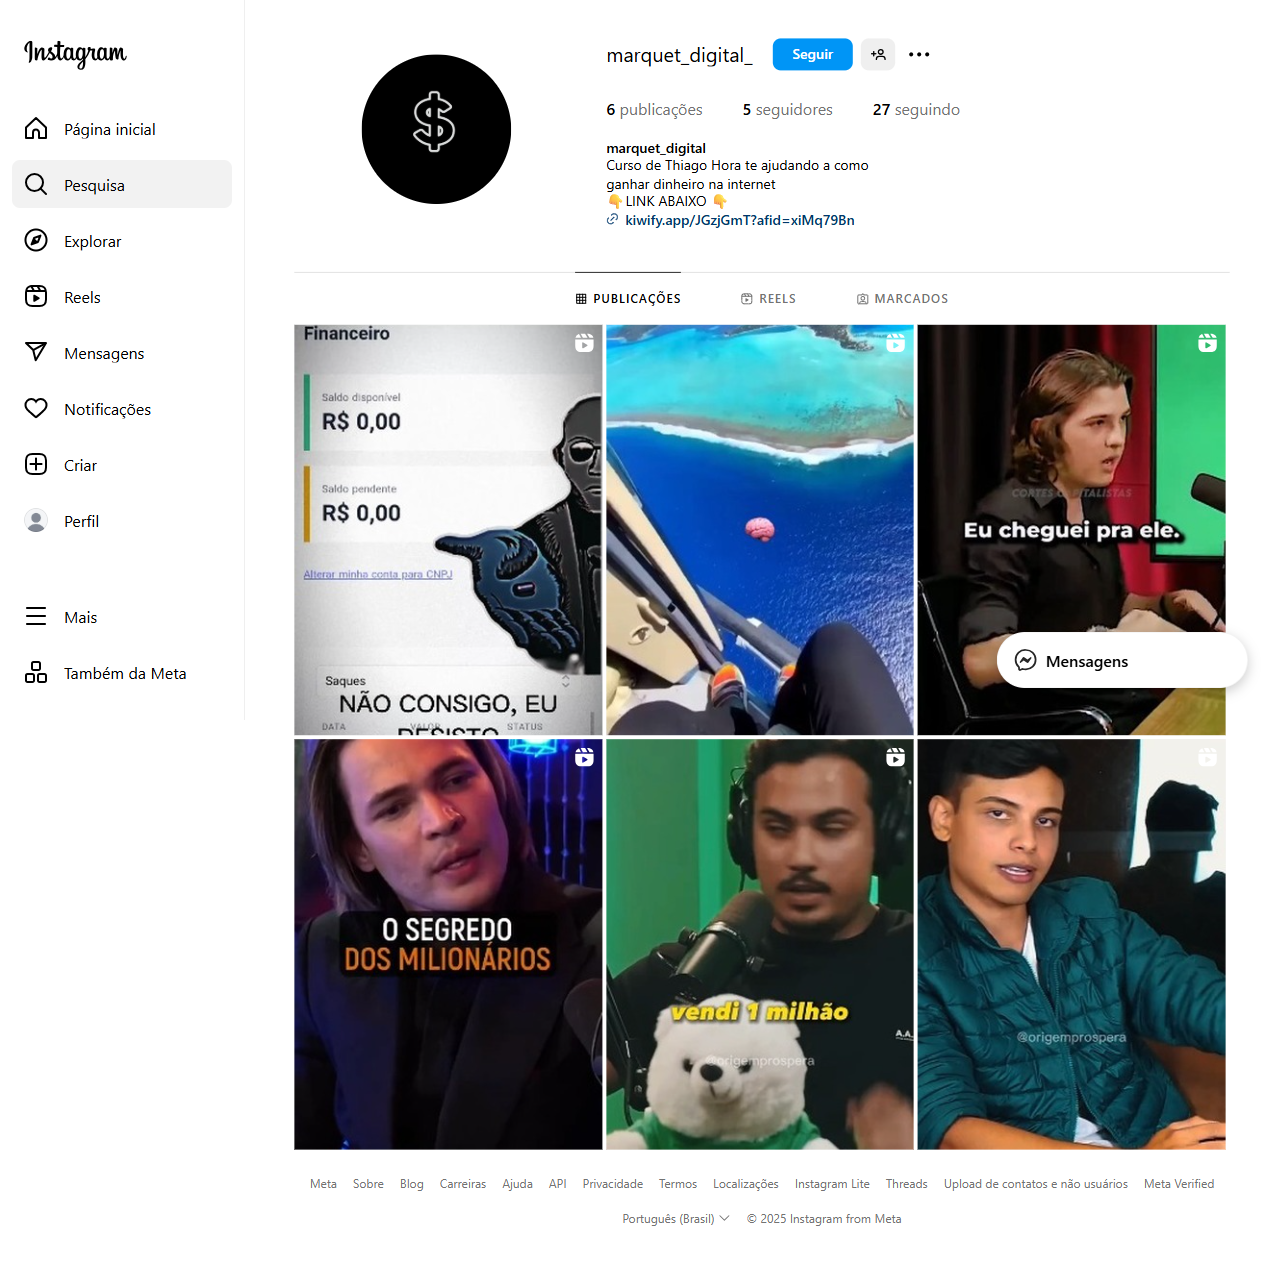 Instagram
Página inicial
Pesquisa
Explorar
Reels
Mensagens
Notificações
Criar
Perfil
Mais
Também da Meta
marquet_digital_
Seguir
6 publicações
5 seguidores
27 seguindo
marquet_digital
Curso de Thiago Hora te ajudando a como
ganhar dinheiro na internet
👇LINK ABAIXO 👇
kiwify.app/JGzjGmT?afid=xiMq79Bn
PUBLICAÇÕES
REELS
MARCADOS
Financeiro
Saldo disponível
R$ 0,00
Saldo pendente
R$ 0,00
Alterar minha conta para CNPJ
Saques
NÃO CONSIGO, EU
DESISTO
DATA
VALOR
STATUS
CORTES CAPITALISTAS
Eu cheguei pra ele.
Mensagens
O SEGREDO
DOS MILIONÁRIOS
vendi 1 milhão
A.A.
@origemprospera
@origemprospera
Meta
Sobre
Blog
Carreiras
Ajuda
API
Privacidade
Termos
Localizações
Instagram Lite
Threads
Upload de contatos e não usuários
Meta Verified
Português (Brasil)
© 2025 Instagram from Meta